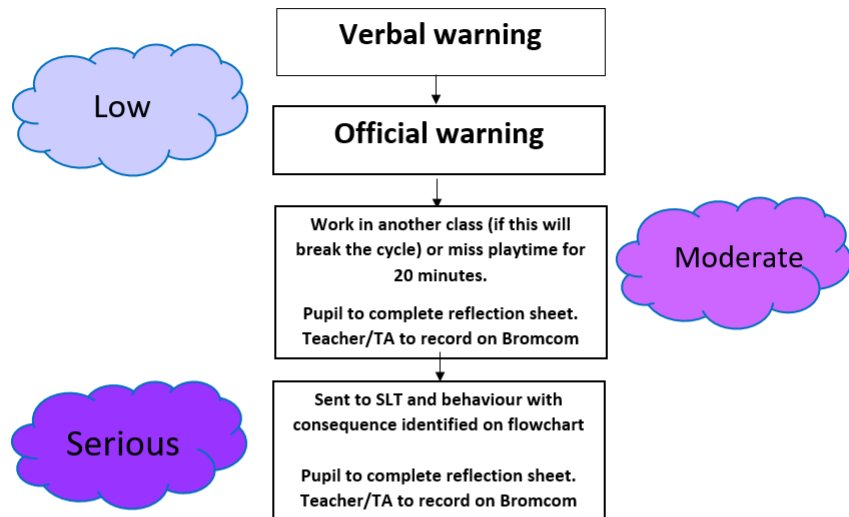 Verbal warning
Low
Official warning
Work in another class (if this will
break the cycle) or miss playtime for
20 minutes.
Pupil to complete reflection sheet.
Teacher/TA to record on Bromcom
Moderate
Sent to SLT and behaviour with
consequence identified on flowchart
Pupil to complete reflection sheet.
Teacher/TA to record on Bromcom
Serious